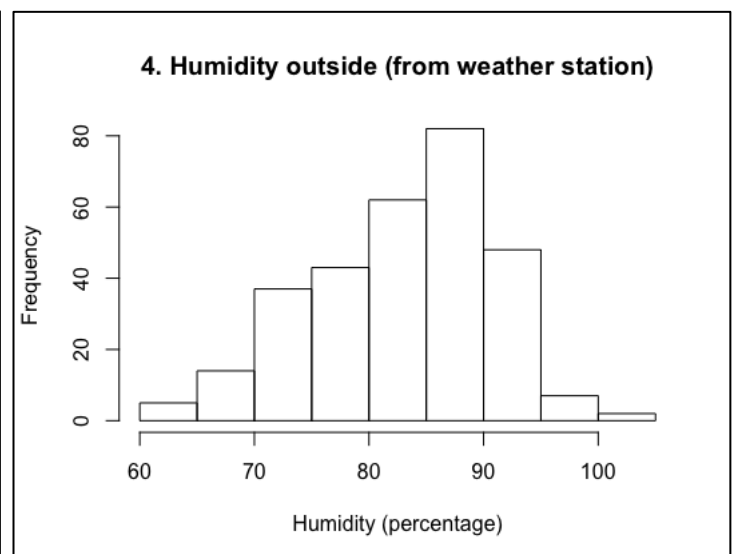 4. Humidity outside (from weather station)
80
60
40
20
0
Frequency
60 70 80 90 100
Humidity (percentage)